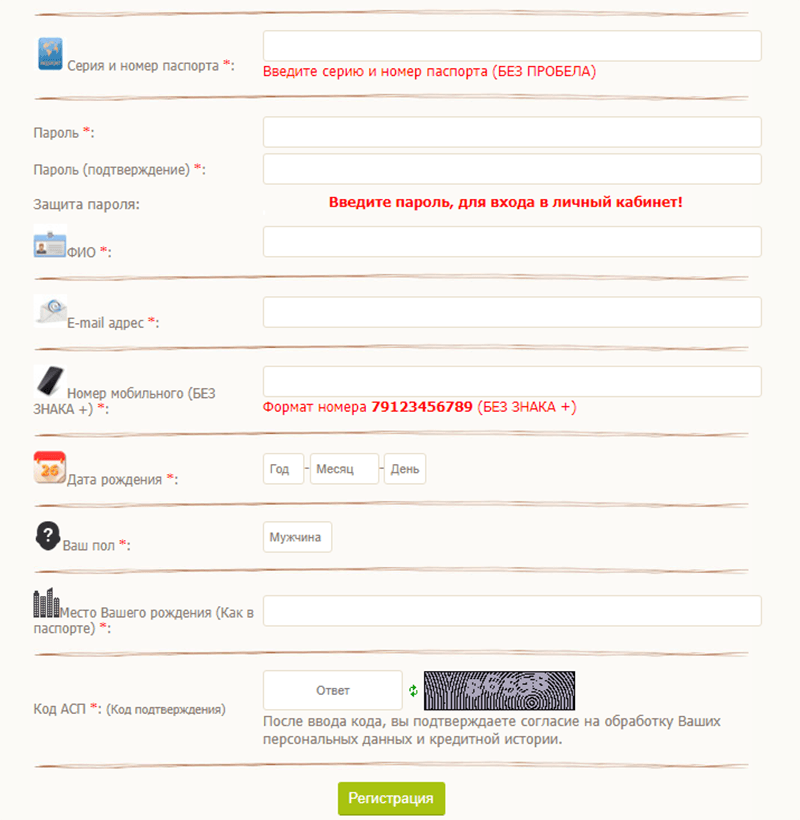 Серия и номер паспорта *:
Введите серию и номер паспорта (БЕЗ ПРОБЕЛА)
Пароль *:
Пароль (подтверждение) *:
Защита пароля:
Введите пароль, для входа в личный кабинет!
ФИО *:
E-mail адрес *:
Номер мобильного (БЕЗ
ЗНАКА +) *:
Формат номера 79123456789 (БЕЗ ЗНАКА +)
26
Дата рождения *:
Год - Месяц - День
?
Ваш пол *:
Мужчина
Место Вашего рождения (Как в
паспорте) *:
Код АСП *: (Код подтверждения)
Ответ
После ввода кода, вы подтверждаете согласие на обработку Ваших
персональных данных и кредитной истории.
Регистрация